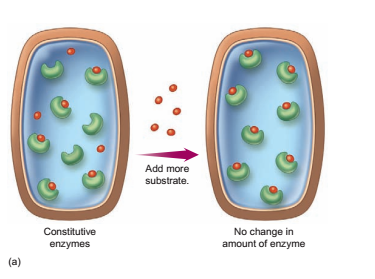 Add more
substrate.
Constitutive
enzymes
No change in
amount of enzyme
(a)